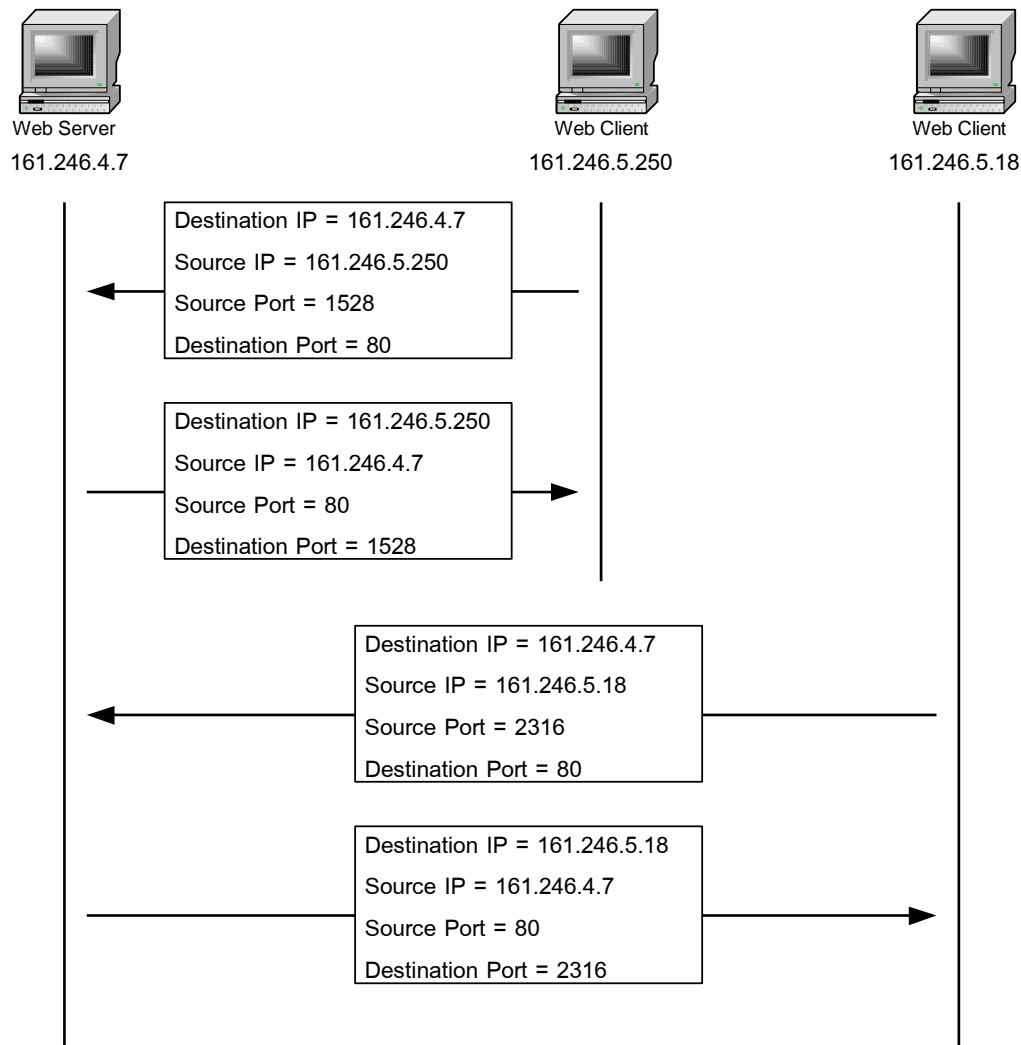 Web Server
161.246.4.7
Web Client
161.246.5.250
Web Client
161.246.5.18
Destination IP = 161.246.4.7
Source IP = 161.246.5.250
Source Port = 1528
Destination Port = 80
Destination IP = 161.246.5.250
Source IP = 161.246.4.7
Source Port = 80
Destination Port = 1528
Destination IP = 161.246.4.7
Source IP = 161.246.5.18
Source Port = 2316
Destination Port = 80
Destination IP = 161.246.5.18
Source IP = 161.246.4.7
Source Port = 80
Destination Port = 2316